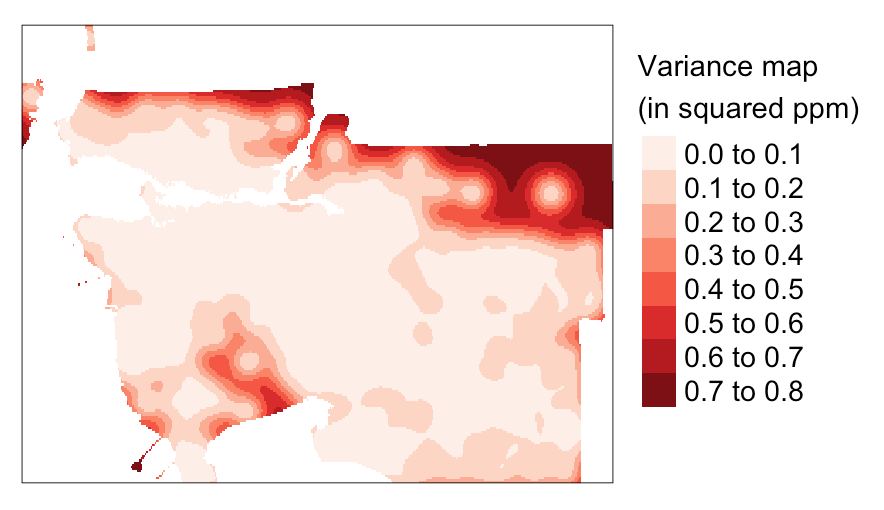 Variance map
(in squared ppm)
0.0 to 0.1
0.1 to 0.2
0.2 to 0.3
0.3 to 0.4
0.4 to 0.5
0.5 to 0.6
0.6 to 0.7
0.7 to 0.8